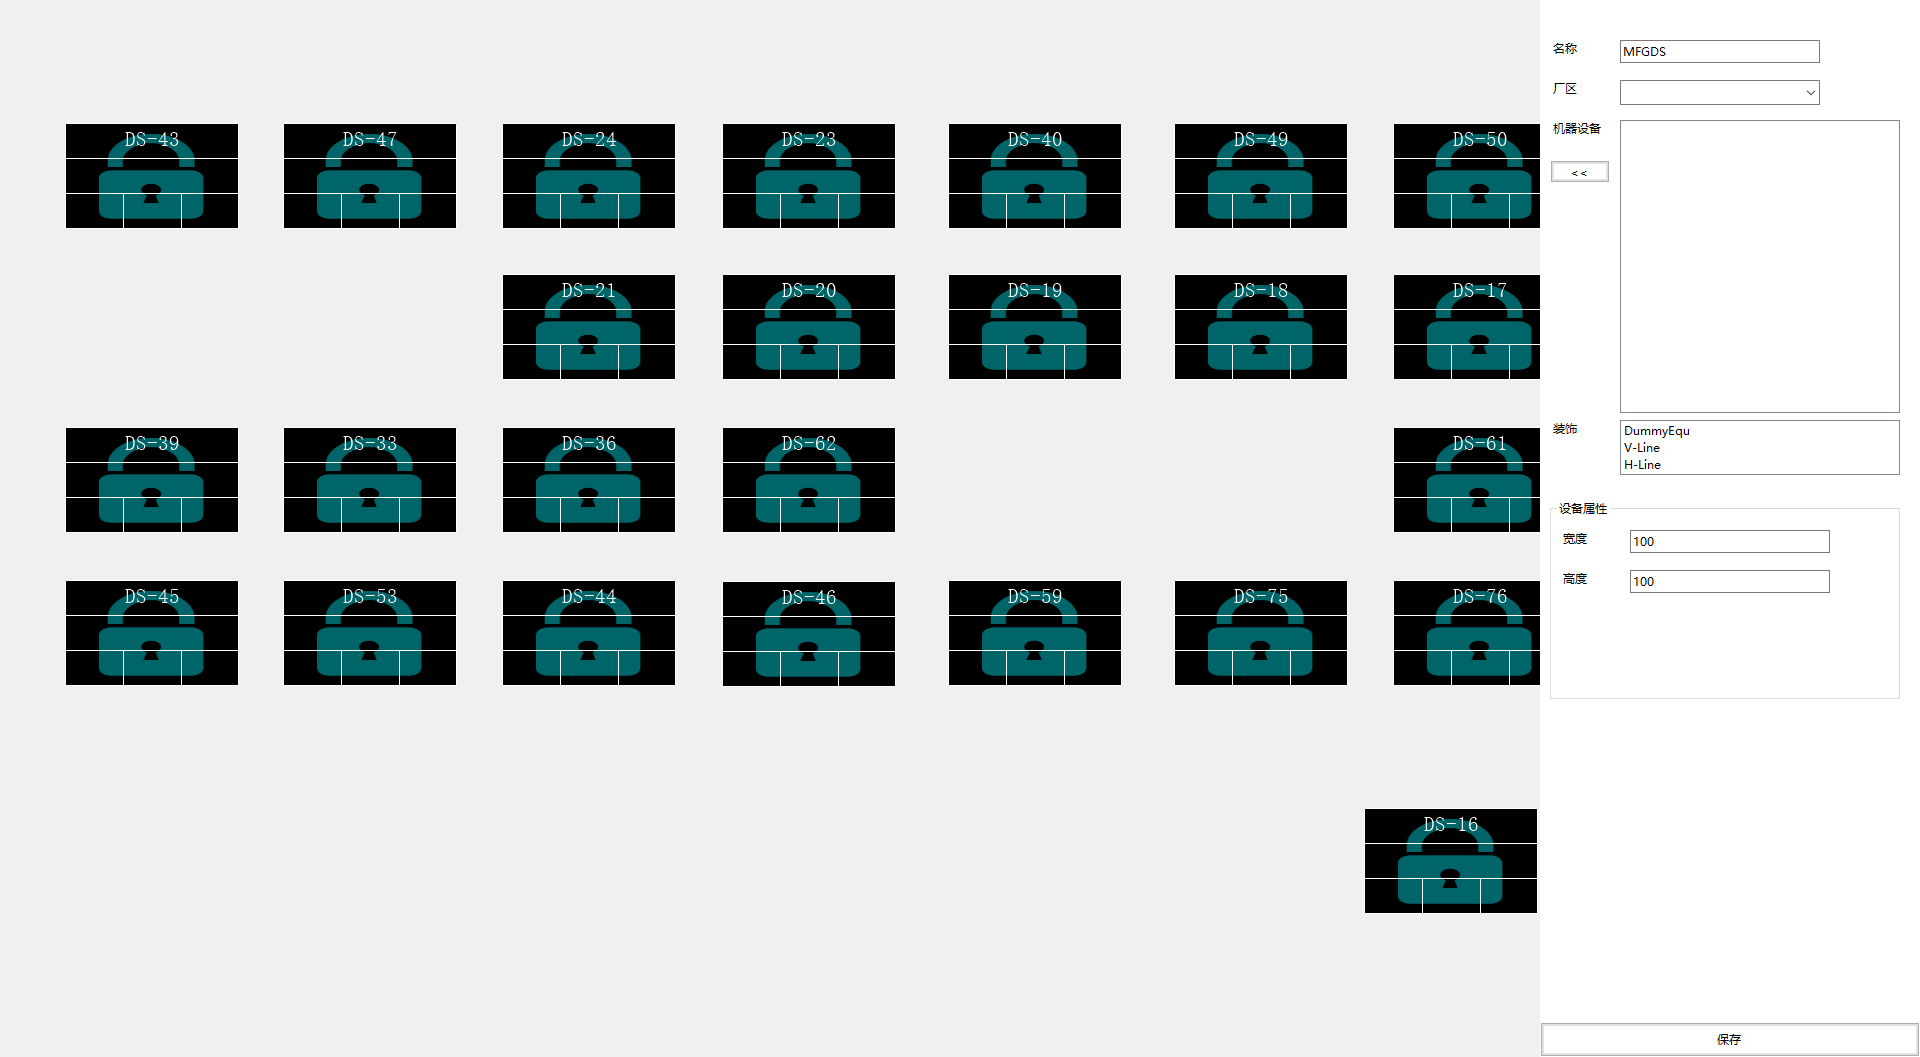 DS-43 DS-47 DS-24 DS-23 DS-40 DS-49 DS-50
DS-21 DS-20 DS-19 DS-18 DS-17
DS-39 DS-33 DS-36 DS-62 DS-61
DS-45 DS-53 DS-44 DS-46 DS-59 DS-75 DS-76
DS-16
名称 MFGDS
厂区
机器设备
<<
装饰
DummyEqu
V-Line
H-Line
设备属性
宽度 100
高度 100
保存